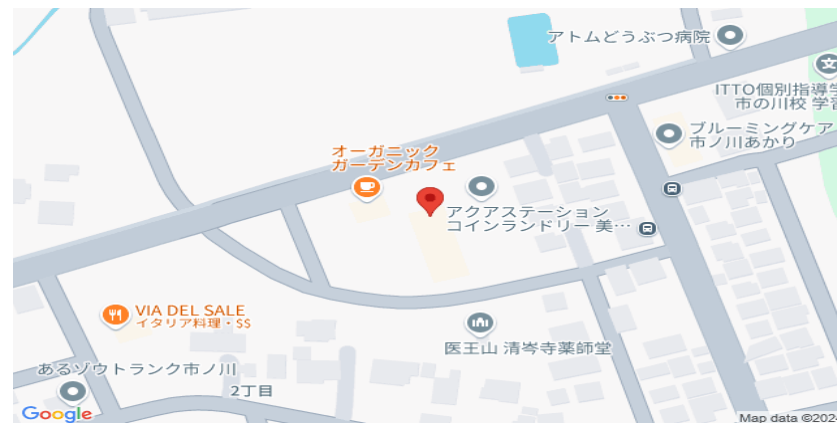 アトムどうぶつ病院
ITTO個別指導学
市の川校 学習
ブルーミングケア
市ノ川あかり
オーガニック
ガーデンカフェ
アクアステーション
コインランドリー 美…
VIA DEL SALE
イタリア料理・$$
医王山 清岑寺薬師堂
あるゾウトランク市ノ川
2丁目
Google
Map data ©2024